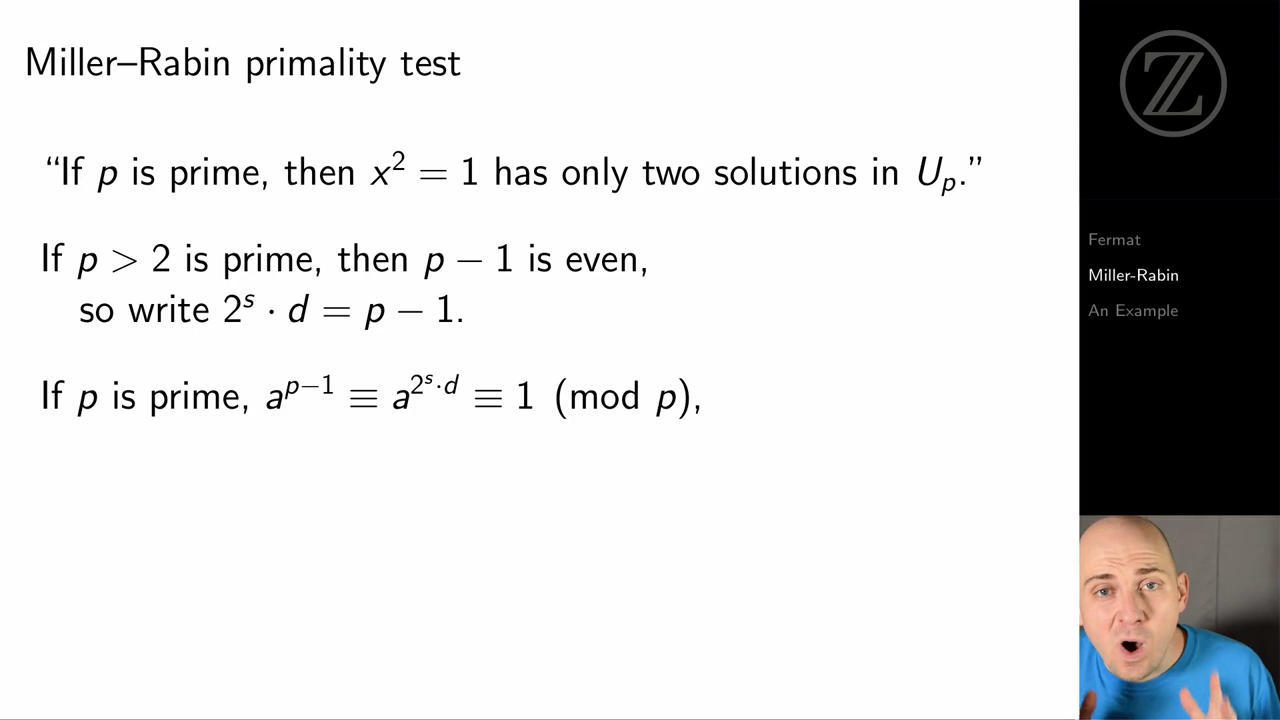 Miller–Rabin primality test
“If p is prime, then x² = 1 has only two solutions in Uₚ.”
If p > 2 is prime, then p − 1 is even,
so write 2ˢ · d = p − 1.
If p is prime, aᵖ⁻¹ ≡ a^{2ˢ·d} ≡ 1 (mod p),
ℤ
Fermat
Miller-Rabin
An Example